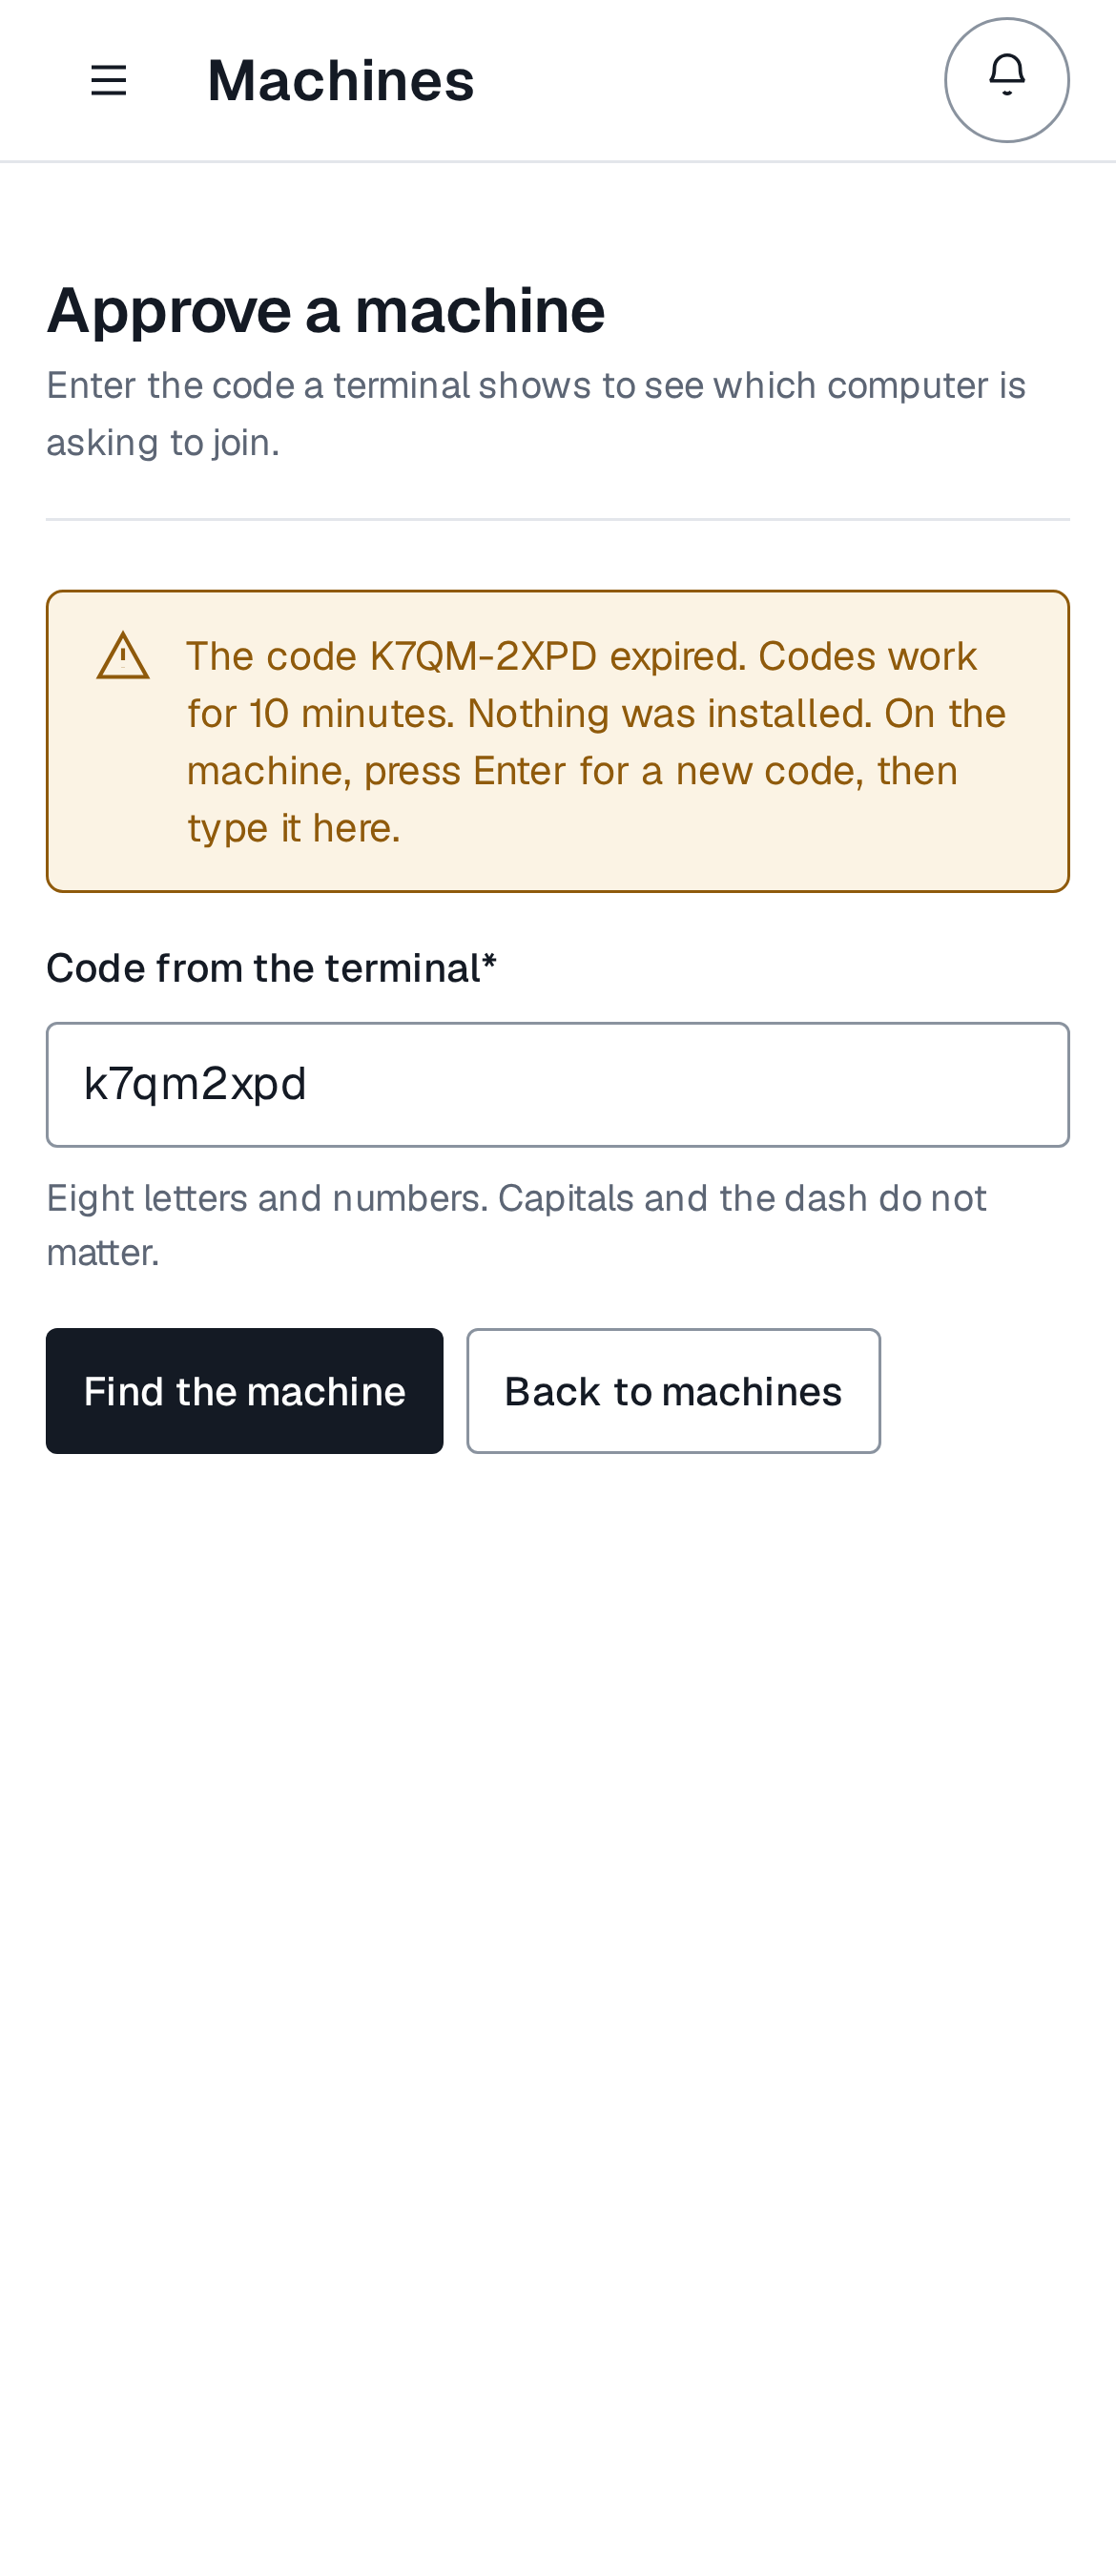 Machines
Approve a machine
Enter the code a terminal shows to see which computer is
asking to join.
The code K7QM-2XPD expired. Codes work
for 10 minutes. Nothing was installed. On the
machine, press Enter for a new code, then
type it here.
Code from the terminal*
k7qm2xpd
Eight letters and numbers. Capitals and the dash do not
matter.
Find the machine
Back to machines